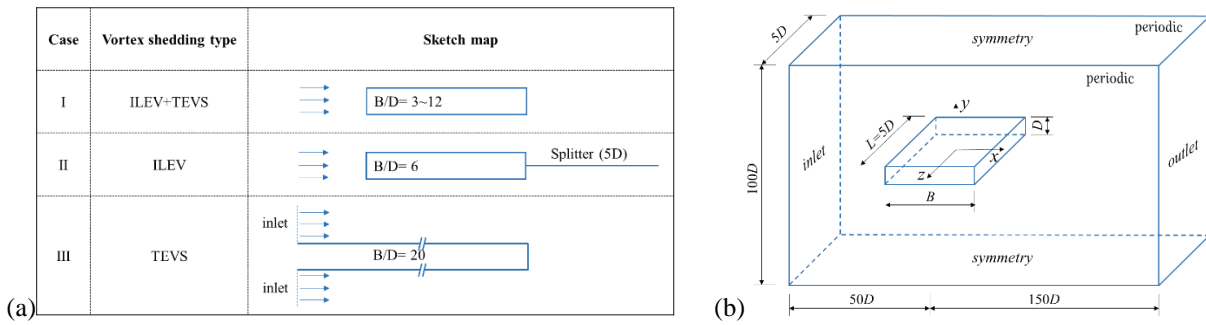 Case Vortex shedding type Sketch map
I ILEV+TEVS B/D= 3~12
II ILEV B/D= 6 Splitter (5D)
inlet
III TEVS B/D= 20
inlet
(a)
5D
symmetry
periodic
periodic
y
L=5D
D
inlet
x
outlet
z
100D
B
symmetry
50D 150D
(b)